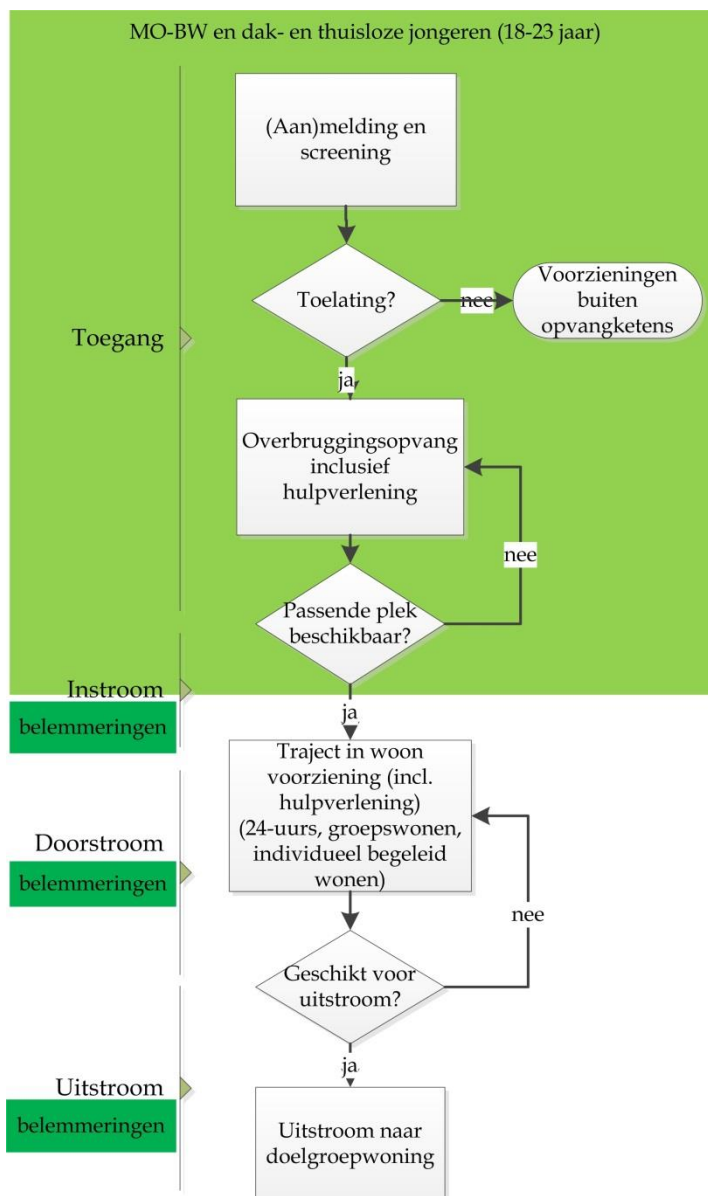 MO-BW en dak- en thuisloze jongeren (18-23 jaar)
(Aan)melding en
screening
Toelating?
nee
Voorzieningen
buiten
opvangketens
Toegang
ja
Overbruggingsopvang
inclusief
hulpverlening
nee
Passende plek
beschikbaar?
Instroom
belemmeringen
ja
Traject in woon
voorziening (incl.
hulpverlening)
(24-uurs, groepswonen,
individueel begeleid
wonen)
Doorstroom
belemmeringen
nee
Geschikt voor
uitstroom?
ja
Uitstroom
belemmeringen
Uitstroom naar
doelgroepwoning